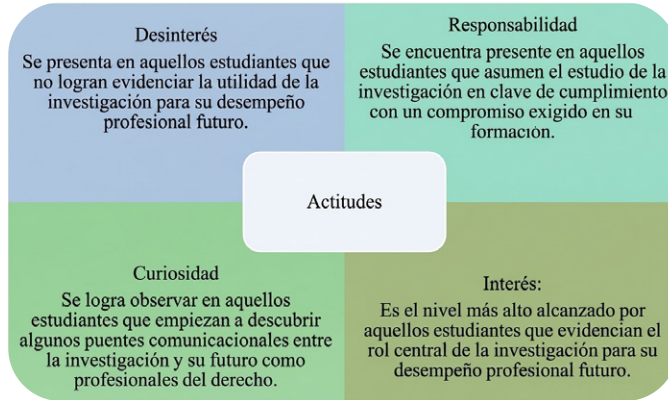 Desinterés
Se presenta en aquellos estudiantes que
no logran evidenciar la utilidad de la
investigación para su desempeño
profesional futuro.
Responsabilidad
Se encuentra presente en aquellos
estudiantes que asumen el estudio de la
investigación en clave de cumplimiento
con un compromiso exigido en su
formación.
Actitudes
Curiosidad
Se logra observar en aquellos
estudiantes que empiezan a descubrir
algunos puentes comunicacionales entre
la investigación y su futuro como
profesionales del derecho.
Interés:
Es el nivel más alto alcanzado por
aquellos estudiantes que evidencian el
rol central de la investigación para su
desempeño profesional futuro.